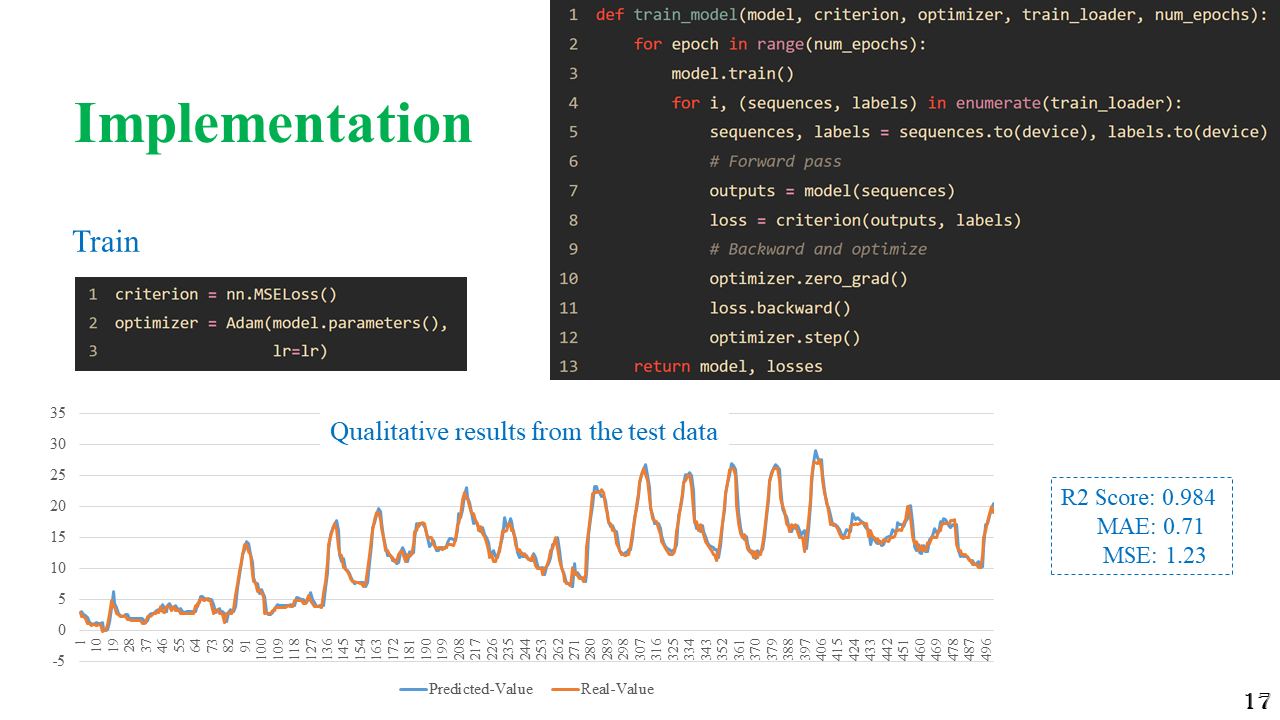 Implementation
Train
1 criterion = nn.MSELoss()
2 optimizer = Adam(model.parameters(),
3 lr=lr)
1 def train_model(model, criterion, optimizer, train_loader, num_epochs):
2 for epoch in range(num_epochs):
3 model.train()
4 for i, (sequences, labels) in enumerate(train_loader):
5 sequences, labels = sequences.to(device), labels.to(device)
6 # Forward pass
7 outputs = model(sequences)
8 loss = criterion(outputs, labels)
9 # Backward and optimize
10 optimizer.zero_grad()
11 loss.backward()
12 optimizer.step()
13 return model, losses
Qualitative results from the test data
35
30
25
20
15
10
5
0
-5
1 10 19 28 37 46 55 64 73 82 91 100 109 118 127 136 145 154 163 172 181 190 199 208 217 226 235 244 253 262 271 280 289 298 307 316 325 334 343 352 361 370 379 388 397 406 415 424 433 442 451 460 469 478 487 496
Predicted-Value Real-Value
R2 Score: 0.984
MAE: 0.71
MSE: 1.23
17